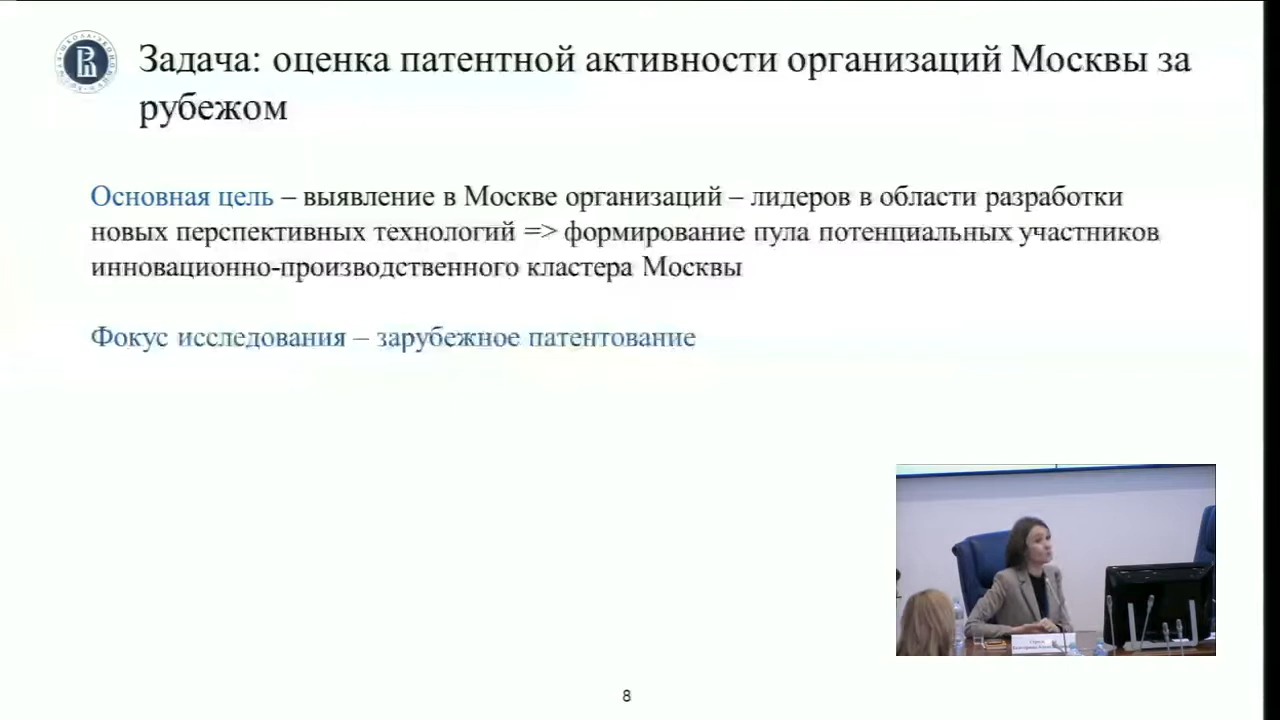 Задача: оценка патентной активности организаций Москвы за
рубежом
Основная цель – выявление в Москве организаций – лидеров в области разработки
новых перспективных технологий => формирование пула потенциальных участников
инновационно-производственного кластера Москвы
Фокус исследования – зарубежное патентование
8